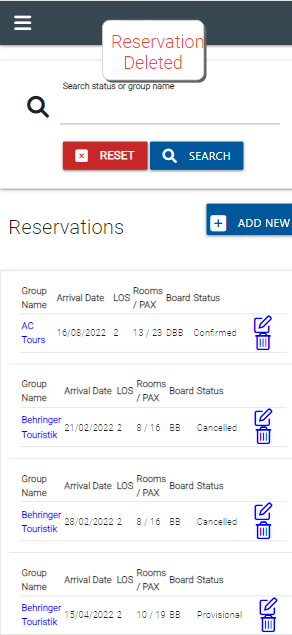 Reservation
Deleted
Search status or group name
RESET SEARCH
Reservations ADD NEW
Group Name Arrival Date LOS Rooms / PAX Board Status
AC Tours 16/08/2022 2 13 / 23 DBB Confirmed
Group Name Arrival Date LOS Rooms / PAX Board Status
Behringer Touristik 21/02/2022 2 8 / 16 BB Cancelled
Group Name Arrival Date LOS Rooms / PAX Board Status
Behringer Touristik 28/02/2022 2 8 / 16 BB Cancelled
Group Name Arrival Date LOS Rooms / PAX Board Status
Behringer Touristik 15/04/2022 2 10 / 19 BB Provisional